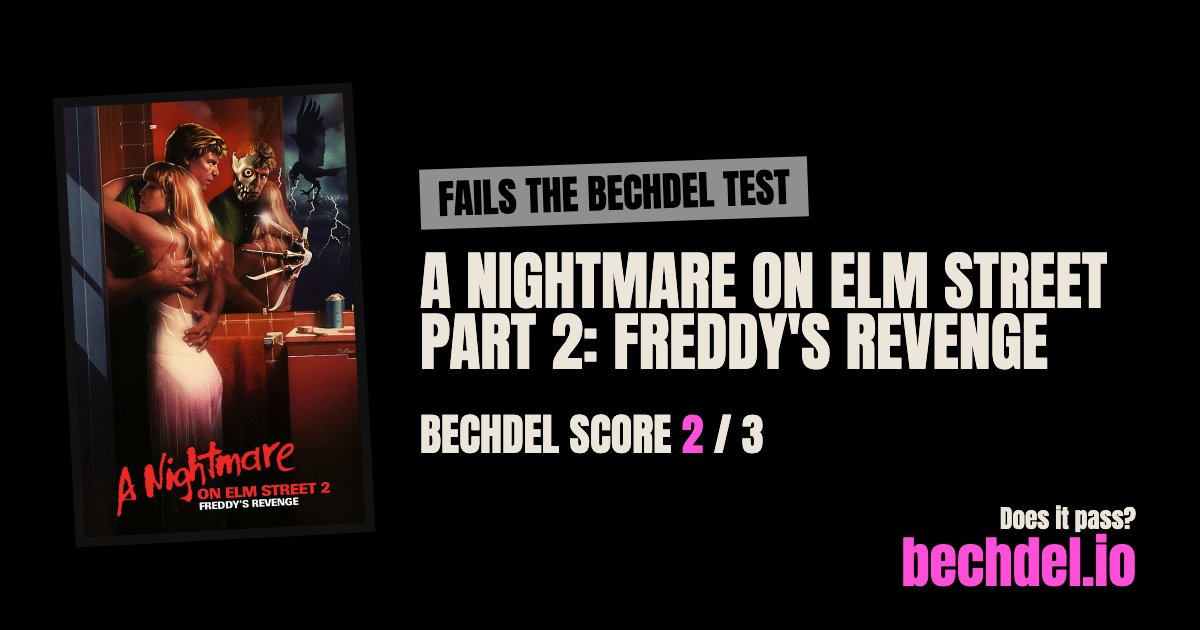 A Nightmare
ON ELM STREET 2
FREDDY'S REVENGE
FAILS THE BECHDEL TEST
A NIGHTMARE ON ELM STREET
PART 2: FREDDY'S REVENGE
BECHDEL SCORE 2 / 3
Does it pass?
bechdel.io